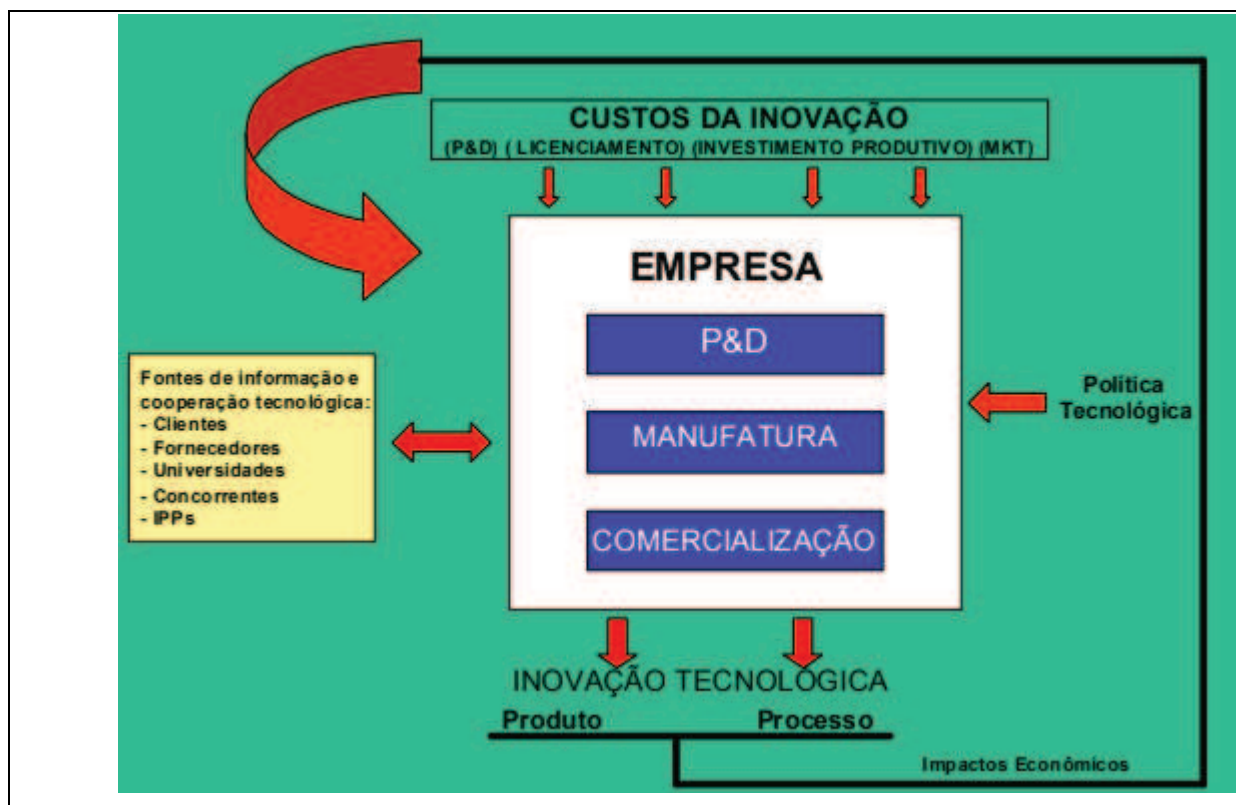 CUSTOS DA INOVAÇÃO
(P&D) ( LICENCIAMENTO) (INVESTIMENTO PRODUTIVO) (MKT)
EMPRESA
P&D
MANUFATURA
COMERCIALIZAÇÃO
Fontes de informação e
cooperação tecnológica:
- Clientes
- Fornecedores
- Universidades
- Concorrentes
- IPPs
Política
Tecnológica
INOVAÇÃO TECNOLÓGICA
Produto Processo
Impactos Econômicos